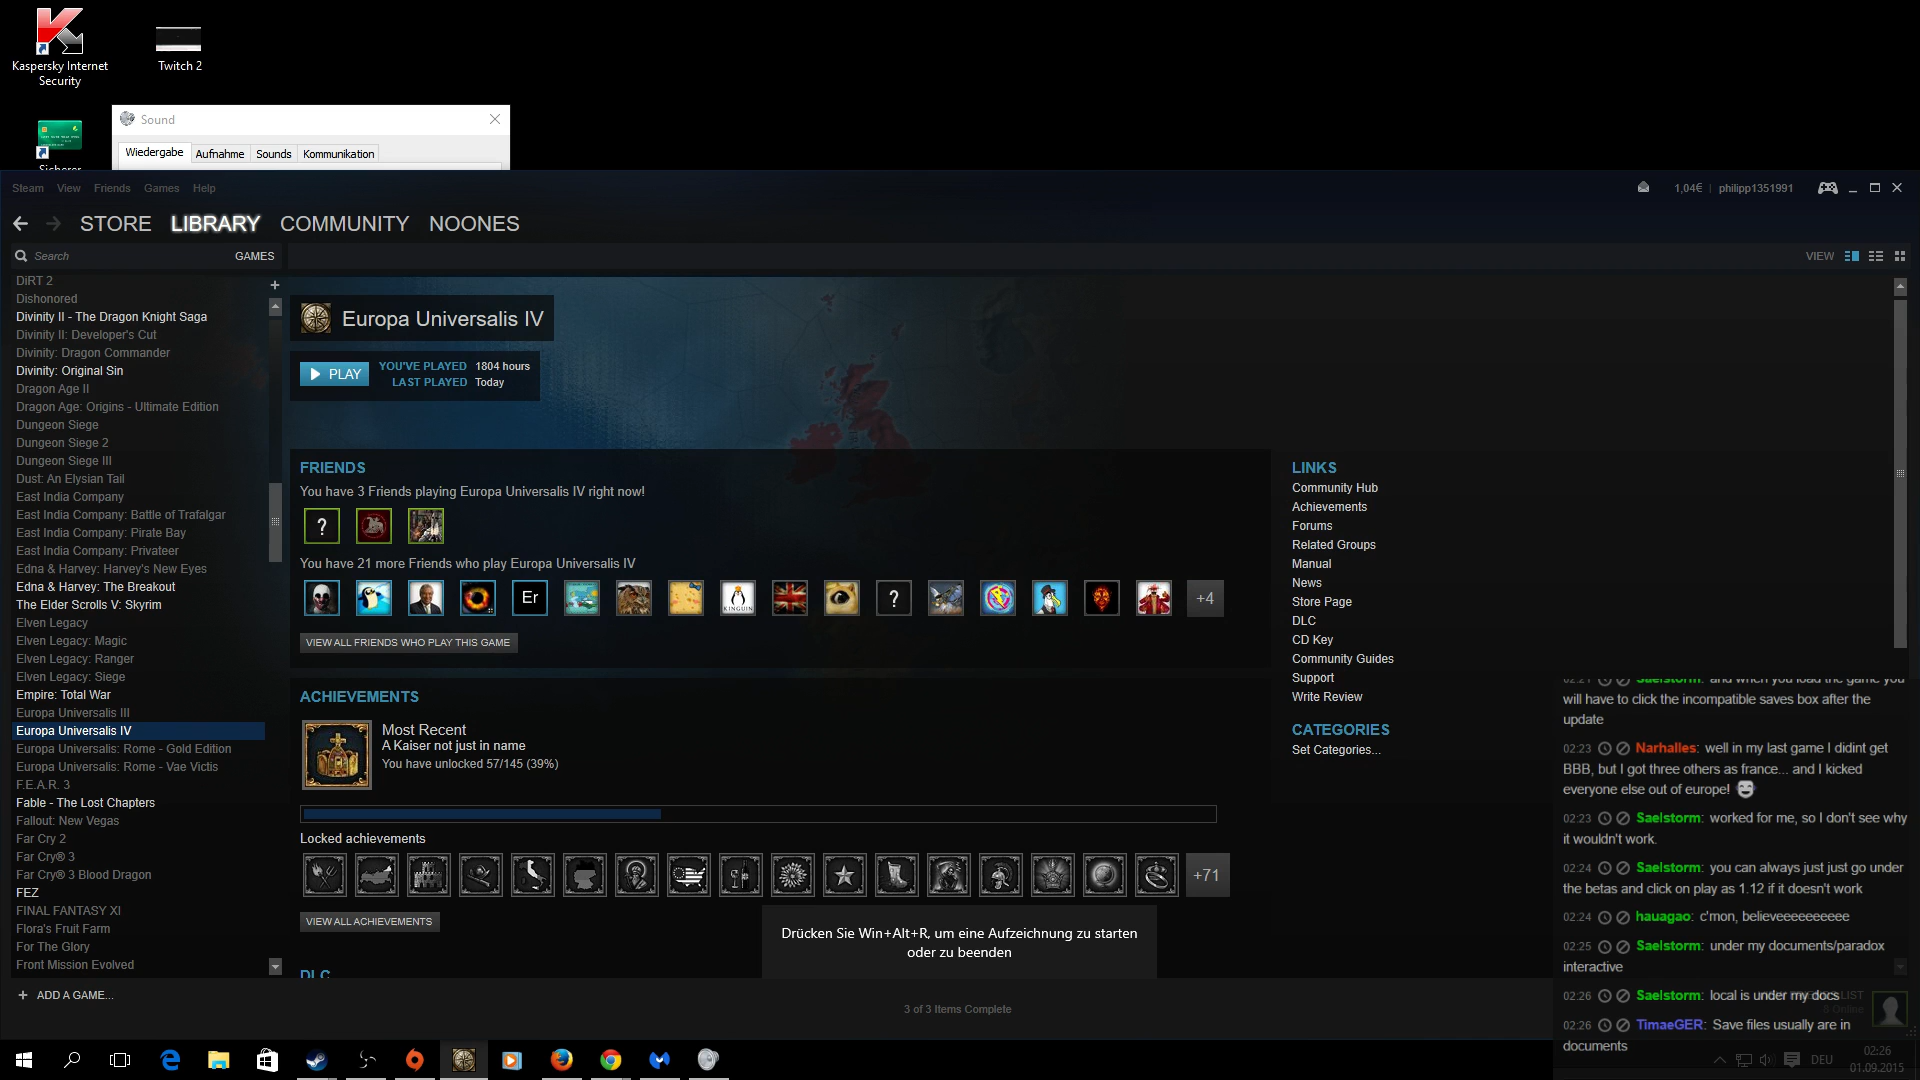 Kaspersky Internet
Security
Twitch 2
Sound
Wiedergabe Aufnahme Sounds Kommunikation
Steam View Friends Games Help
1,04€ | philipp1351991
STORE LIBRARY COMMUNITY NOONES
Search GAMES
VIEW
DiRT 2
Dishonored
Divinity II - The Dragon Knight Saga
Divinity II: Developer's Cut
Divinity: Dragon Commander
Divinity: Original Sin
Dragon Age II
Dragon Age: Origins - Ultimate Edition
Dungeon Siege
Dungeon Siege 2
Dungeon Siege III
Dust: An Elysian Tail
East India Company
East India Company: Battle of Trafalgar
East India Company: Pirate Bay
East India Company: Privateer
Edna & Harvey: Harvey's New Eyes
Edna & Harvey: The Breakout
The Elder Scrolls V: Skyrim
Elven Legacy
Elven Legacy: Magic
Elven Legacy: Ranger
Elven Legacy: Siege
Empire: Total War
Europa Universalis III
Europa Universalis IV
Europa Universalis: Rome - Gold Edition
Europa Universalis: Rome - Vae Victis
F.E.A.R. 3
Fable - The Lost Chapters
Fallout: New Vegas
Far Cry 2
Far Cry® 3
Far Cry® 3 Blood Dragon
FEZ
FINAL FANTASY XI
Flora's Fruit Farm
For The Glory
Front Mission Evolved
+ ADD A GAME...
Europa Universalis IV
PLAY
YOU'VE PLAYED 1804 hours
LAST PLAYED Today
FRIENDS
You have 3 Friends playing Europa Universalis IV right now!
?
You have 21 more Friends who play Europa Universalis IV
Er
KINGUIN
?
+4
VIEW ALL FRIENDS WHO PLAY THIS GAME
ACHIEVEMENTS
Most Recent
A Kaiser not just in name
You have unlocked 57/145 (39%)
Locked achievements
+71
VIEW ALL ACHIEVEMENTS
DLC
LINKS
Community Hub
Achievements
Forums
Related Groups
Manual
News
Store Page
DLC
CD Key
Community Guides
Support
Write Review
CATEGORIES
Set Categories...
Drücken Sie Win+Alt+R, um eine Aufzeichnung zu starten
oder zu beenden
3 of 3 Items Complete
02:21 Saelstorm: and when you load the game you
will have to click the incompatible saves box after the
update
02:23 Narhalles: well in my last game I didint get
BBB, but I got three others as france... and I kicked
everyone else out of europe!
02:23 Saelstorm: worked for me, so I don't see why
it wouldn't work.
02:24 Saelstorm: you can always just just go under
the betas and click on play as 1.12 if it doesn't work
02:24 hauagao: c'mon, believeeeeeeeeee
02:25 Saelstorm: under my documents/paradox
interactive
02:26 Saelstorm: local is under my docs
02:26 TimaeGER: Save files usually are in
documents
DEU
02:26
01.09.2015